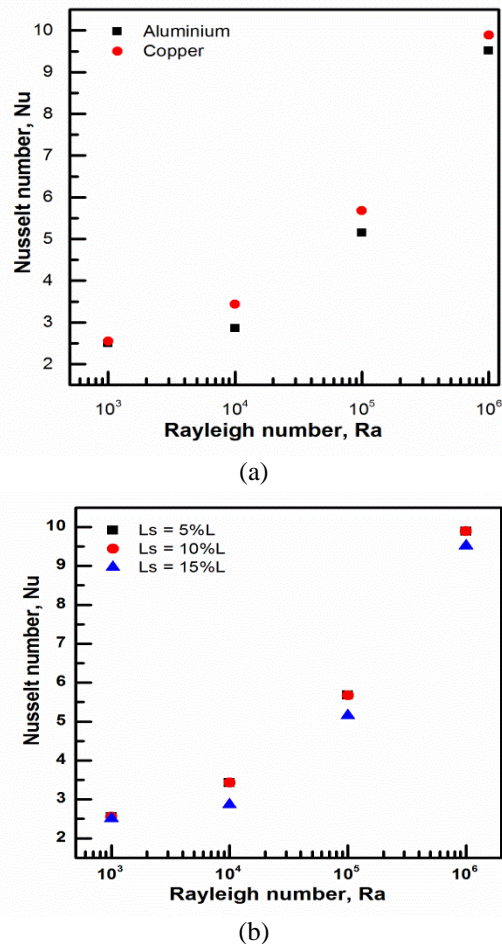 Aluminium
Copper
Nusselt number, Nu
10
9
8
7
6
5
4
3
2
10³ 10⁴ 10⁵ 10⁶
Rayleigh number, Ra
(a)
Ls = 5%L
Ls = 10%L
Ls = 15%L
Nusselt number, Nu
10
9
8
7
6
5
4
3
2
10³ 10⁴ 10⁵ 10⁶
Rayleigh number, Ra
(b)